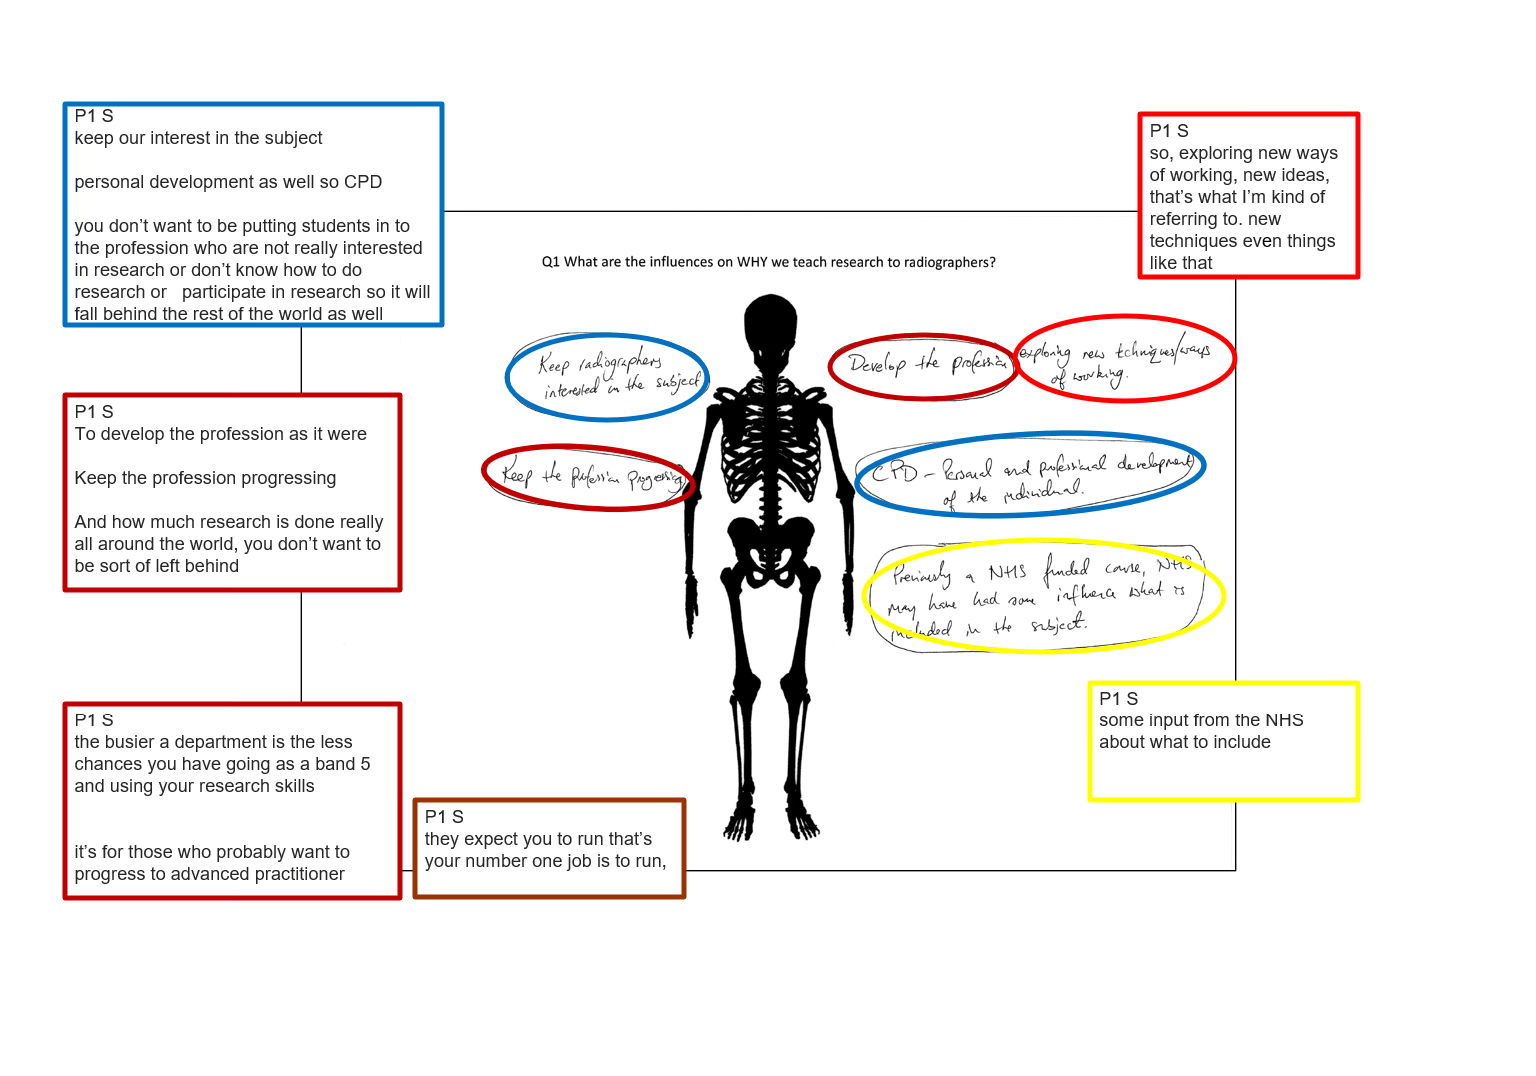 P1 S
keep our interest in the subject
personal development as well so CPD
you don’t want to be putting students in to
the profession who are not really interested
in research or don’t know how to do
research or participate in research so it will
fall behind the rest of the world as well
P1 S
so, exploring new ways
of working, new ideas,
that’s what I’m kind of
referring to. new
techniques even things
like that
Q1 What are the influences on WHY we teach research to radiographers?
Keep radiographers
interested in the subject
Develop the profession
exploring new techniques/ways
of working.
Keep the profession progressing
CPD - Personal and professional development
of the individual.
Previously a NHS funded course, NHS
may have had some influence what is
included in the subject.
P1 S
To develop the profession as it were
Keep the profession progressing
And how much research is done really
all around the world, you don’t want to
be sort of left behind
P1 S
the busier a department is the less
chances you have going as a band 5
and using your research skills
it’s for those who probably want to
progress to advanced practitioner
P1 S
they expect you to run that’s
your number one job is to run,
P1 S
some input from the NHS
about what to include